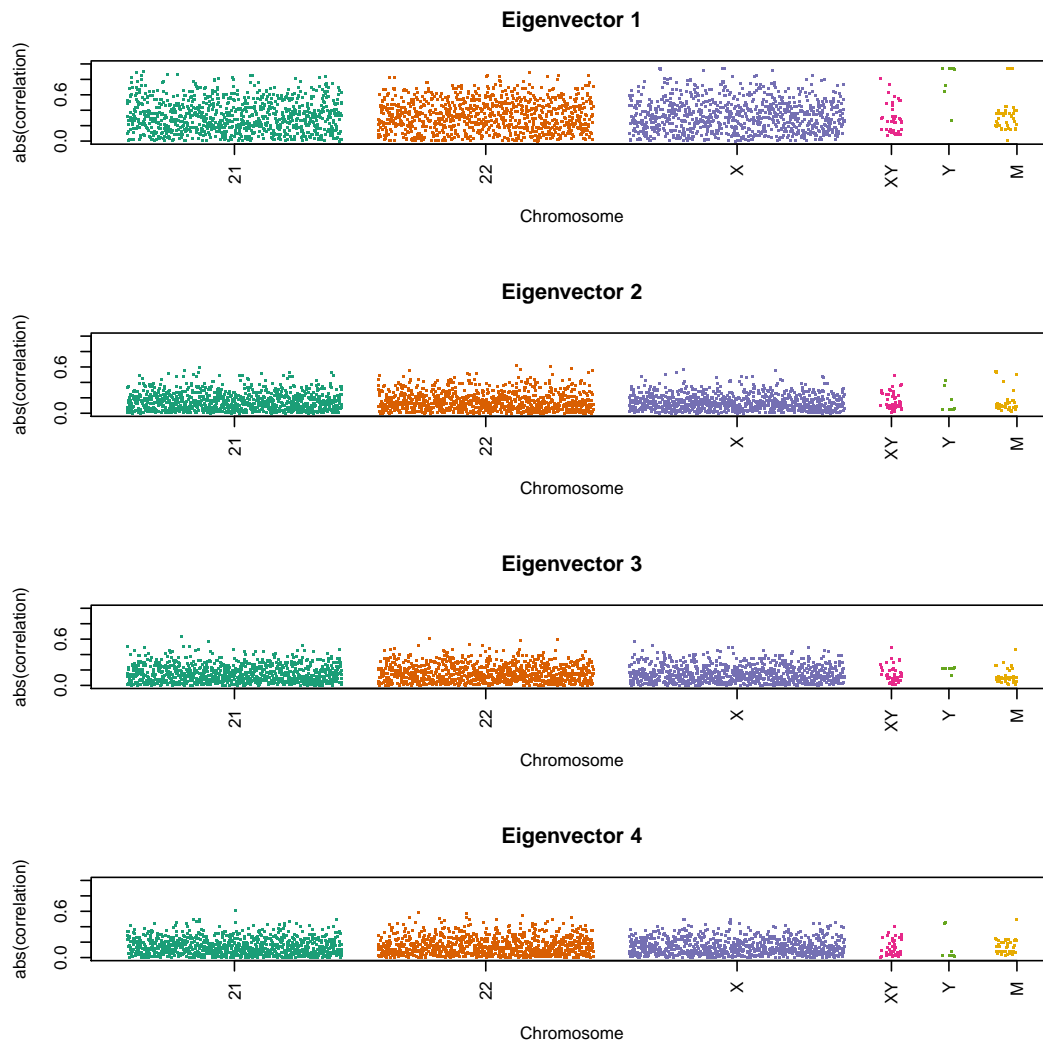 Eigenvector 1
abs(correlation)
0.6
0.0
21 22 X XY Y M
Chromosome
Eigenvector 2
abs(correlation)
0.6
0.0
21 22 X XY Y M
Chromosome
Eigenvector 3
abs(correlation)
0.6
0.0
21 22 X XY Y M
Chromosome
Eigenvector 4
abs(correlation)
0.6
0.0
21 22 X XY Y M
Chromosome